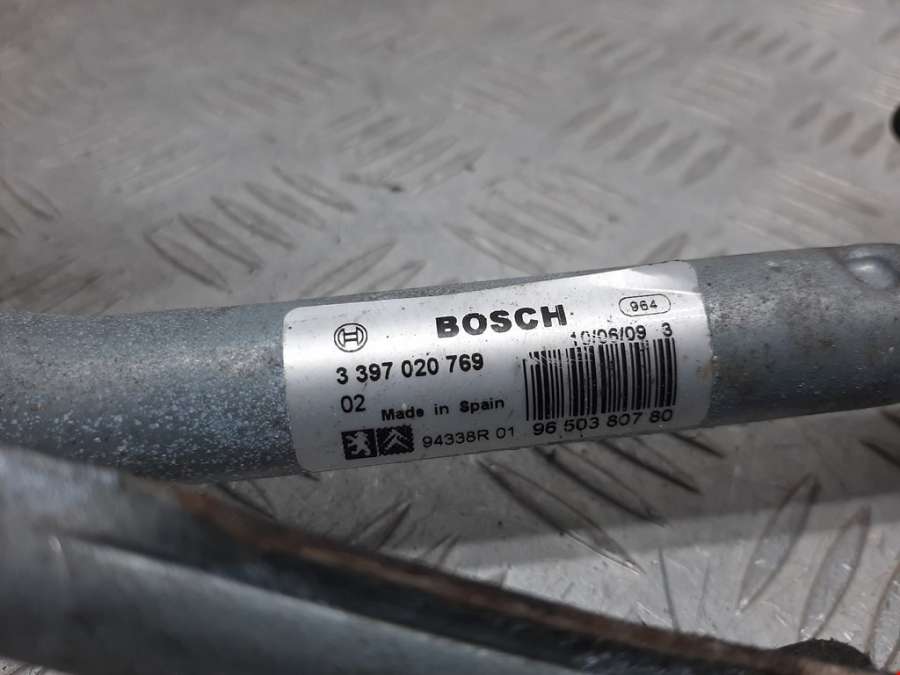 BOSCH
964
10/06/09 3
3 397 020 769
02
Made in Spain
94338R 01
96 503 807 80